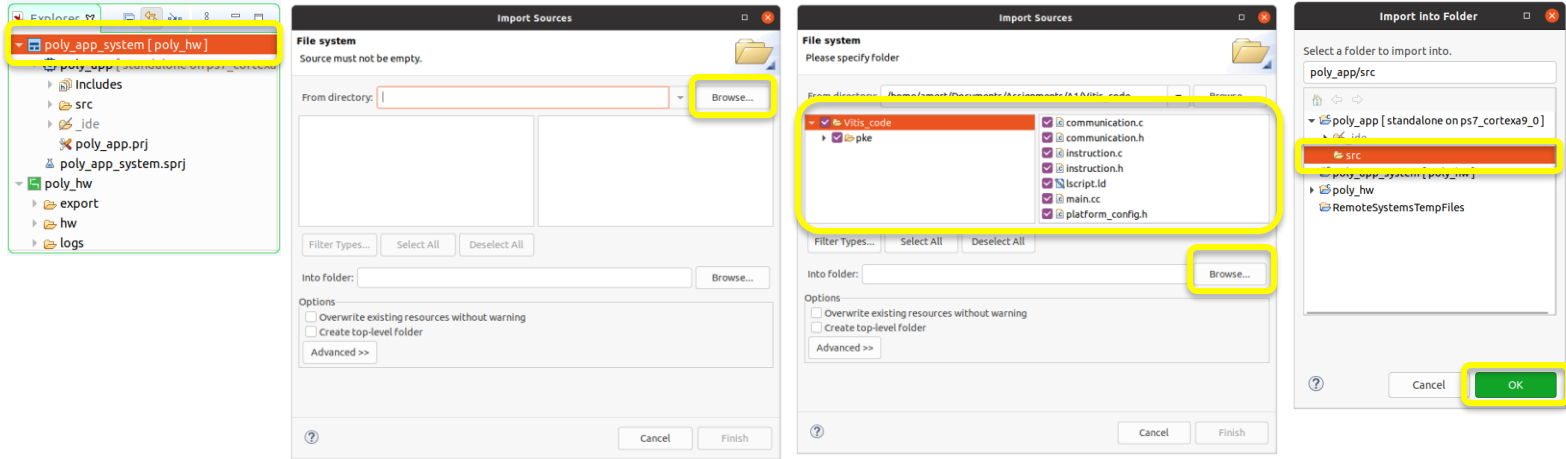 Explorer
poly_app_system [ poly_hw ]
poly_app [ standalone on ps7_cortexa
Includes
src
_ide
poly_app.prj
poly_app_system.sprj
poly_hw
export
hw
logs
Import Sources
File system
Source must not be empty.
From directory:
Browse...
Filter Types...
Select All
Deselect All
Into folder:
Browse...
Options
Overwrite existing resources without warning
Create top-level folder
Advanced >>
Cancel
Finish
Import Sources
File system
Please specify folder
From directory: /home/amert/Documents/Assignments/A1/Vitis_code
Browse...
Vitis_code
pke
communication.c
communication.h
instruction.c
instruction.h
lscript.ld
main.cc
platform_config.h
Filter Types...
Select All
Deselect All
Into folder:
Browse...
Options
Overwrite existing resources without warning
Create top-level folder
Advanced >>
Cancel
Finish
Import Into Folder
Select a folder to import into.
poly_app/src
poly_app [ standalone on ps7_cortexa9_0 ]
_ide
src
poly_app_system [ poly_hw ]
poly_hw
RemoteSystemsTempFiles
Cancel
OK